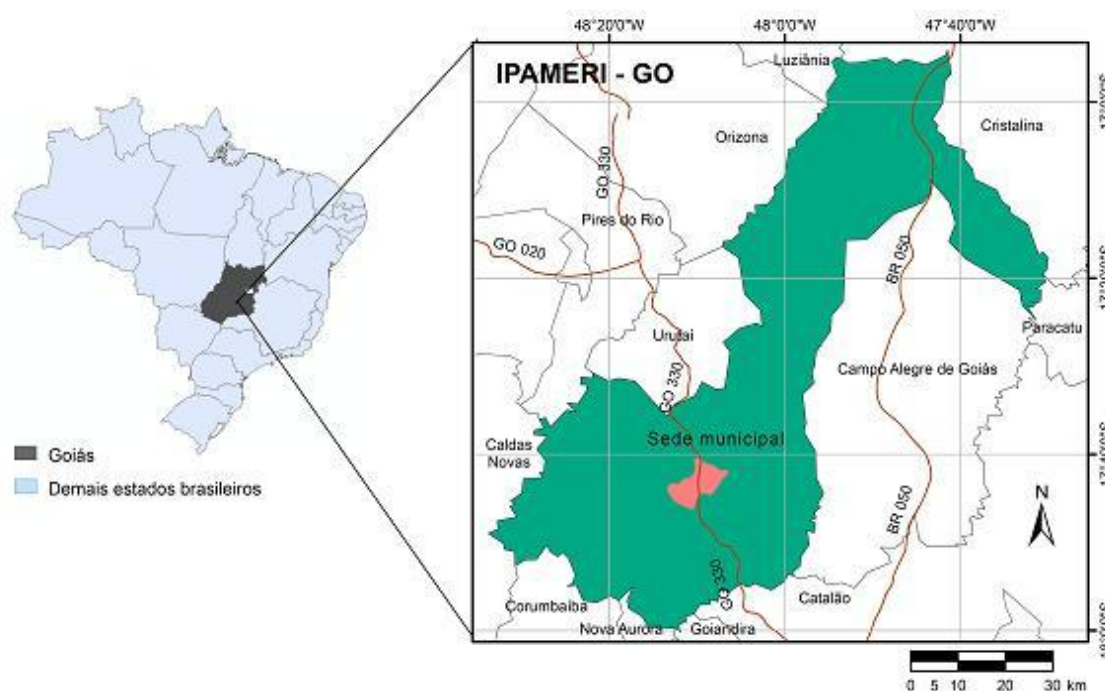 48°20'0"W
48°0'0"W
47°40'0"W
IPAMERI - GO
Luziânia
Orizona
Cristalina
GO 330
Pires do Rio
GO 020
BR 050
Urutaí
Paracatu
Campo Alegre de Goiás
GO 330
Sede municipal
Caldas
Novas
BR 050
N
GO 330
Catalão
Corumbaiba
Nova Aurora
Goiandira
Goiás
Demais estados brasileiros
0 5 10 20 30 km